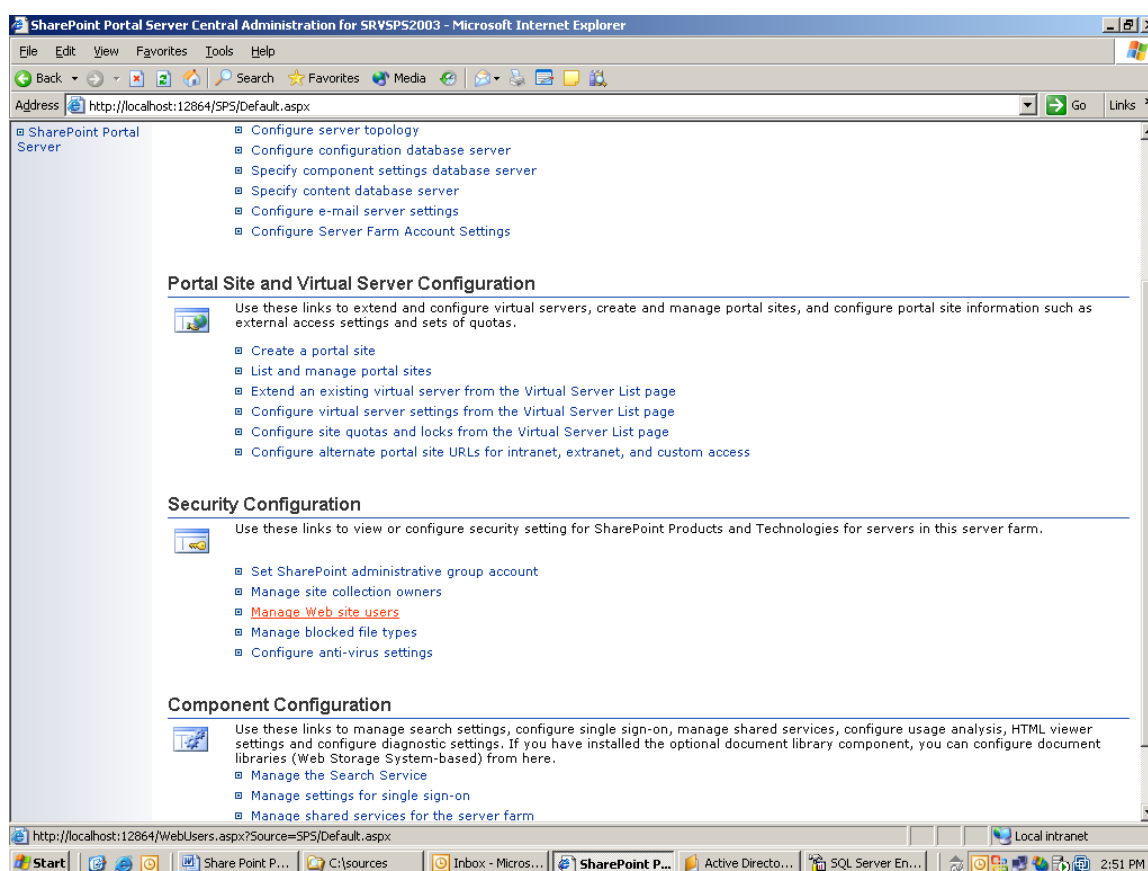 SharePoint Portal Server Central Administration for SRVSPS2003 - Microsoft Internet Explorer
File Edit View Favorites Tools Help
Back Search Favorites Media
Address http://localhost:12864/SPS/Default.aspx Go Links
SharePoint Portal Server
Configure server topology
Configure configuration database server
Specify component settings database server
Specify content database server
Configure e-mail server settings
Configure Server Farm Account Settings
Portal Site and Virtual Server Configuration
Use these links to extend and configure virtual servers, create and manage portal sites, and configure portal site information such as
external access settings and sets of quotas.
Create a portal site
List and manage portal sites
Extend an existing virtual server from the Virtual Server List page
Configure virtual server settings from the Virtual Server List page
Configure site quotas and locks from the Virtual Server List page
Configure alternate portal site URLs for intranet, extranet, and custom access
Security Configuration
Use these links to view or configure security setting for SharePoint Products and Technologies for servers in this server farm.
Set SharePoint administrative group account
Manage site collection owners
Manage Web site users
Manage blocked file types
Configure anti-virus settings
Component Configuration
Use these links to manage search settings, configure single sign-on, manage shared services, configure usage analysis, HTML viewer
settings and configure diagnostic settings. If you have installed the optional document library component, you can configure document
libraries (Web Storage System-based) from here.
Manage the Search Service
Manage settings for single sign-on
Manage shared services for the server farm
http://localhost:12864/WebUsers.aspx?Source=SPS/Default.aspx Local intranet
Start Share Point P... C:\sources Inbox - Micros... SharePoint P... Active Directo... SQL Server En... 2:51 PM